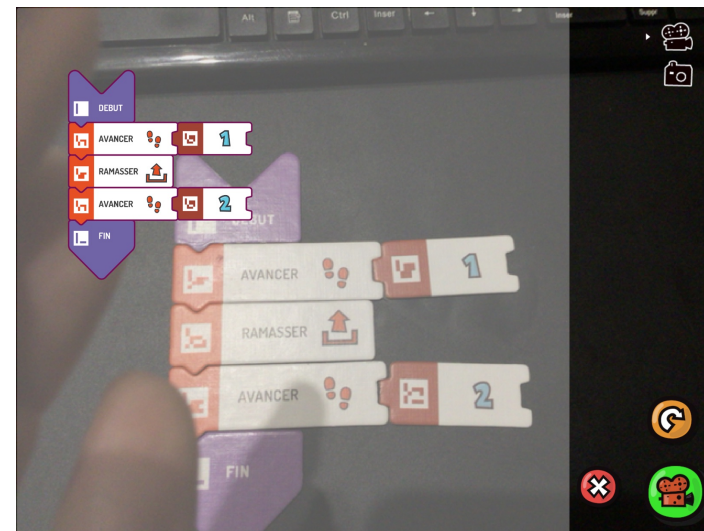 Alt Ctrl Inser
Inser Suppr
DEBUT
AVANCER 1
RAMASSER
AVANCER 2
FIN
DEBUT
AVANCER 1
RAMASSER
AVANCER 2
FIN